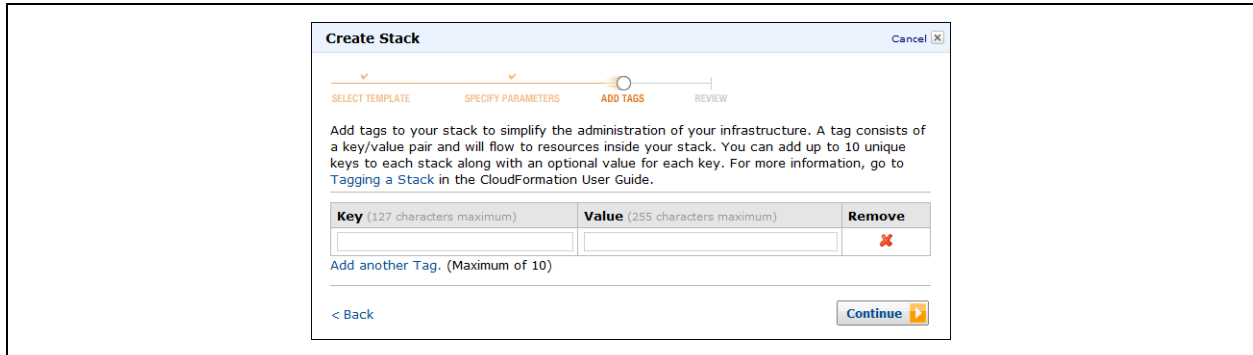 Create Stack
Cancel
SELECT TEMPLATE SPECIFY PARAMETERS ADD TAGS REVIEW
Add tags to your stack to simplify the administration of your infrastructure. A tag consists of
a key/value pair and will flow to resources inside your stack. You can add up to 10 unique
keys to each stack along with an optional value for each key. For more information, go to
Tagging a Stack in the CloudFormation User Guide.
Key (127 characters maximum) Value (255 characters maximum) Remove
Add another Tag. (Maximum of 10)
< Back Continue